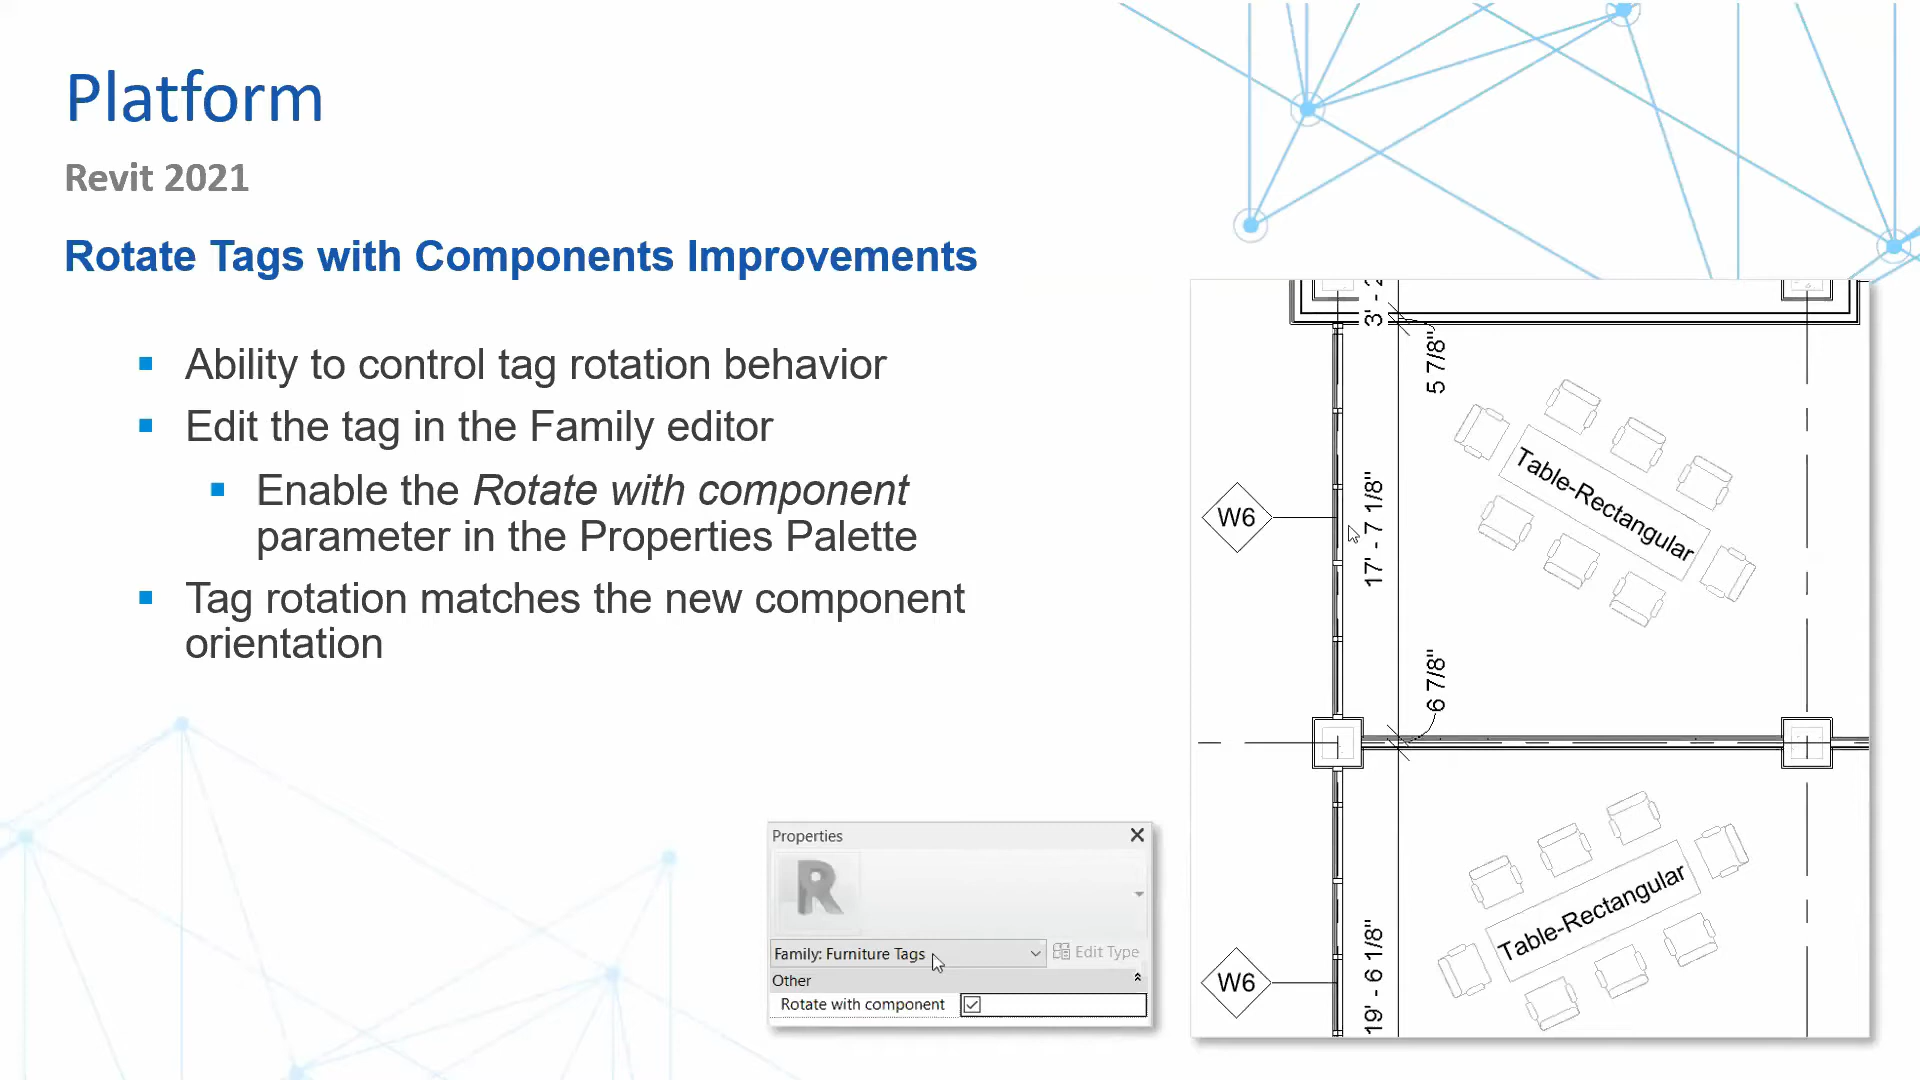 Platform
Revit 2021
Rotate Tags with Components Improvements
Ability to control tag rotation behavior
Edit the tag in the Family editor
Enable the Rotate with component
parameter in the Properties Palette
Tag rotation matches the new component
orientation
Properties
R
Family: Furniture Tags
Edit Type
Other
Rotate with component
5 7/8"
W6
17' - 7 1/8"
Table-Rectangular
6 7/8"
W6
19' - 6 1/8"
Table-Rectangular